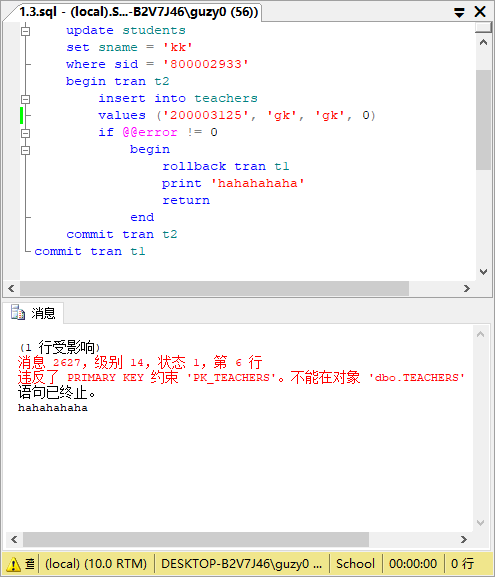 1.3.sql - (local).S...-B2V7J46\guzy0 (56))
update students
set sname = 'kk'
where sid = '800002933'
begin tran t2
insert into teachers
values ('200003125', 'gk', 'gk', 0)
if @@error != 0
begin
rollback tran t1
print 'hahahahaha'
return
end
commit tran t2
commit tran t1
消息
(1 行受影响)
消息 2627，级别 14，状态 1，第 6 行
违反了 PRIMARY KEY 约束 'PK_TEACHERS'。不能在对象 'dbo.TEACHERS'
语句已终止。
hahahahaha
(local) (10.0 RTM) DESKTOP-B2V7J46\guzy0 ... School 00:00:00 0 行